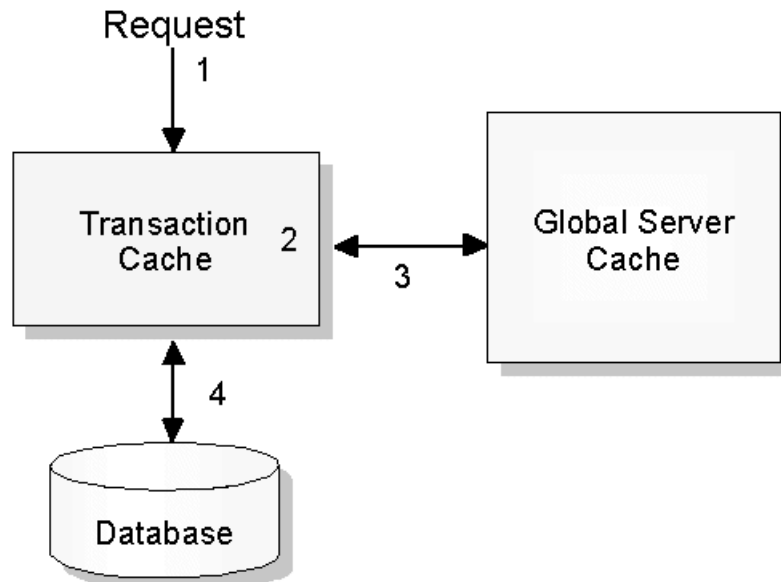 Request
1
Transaction
Cache
2
3
Global Server
Cache
4
Database